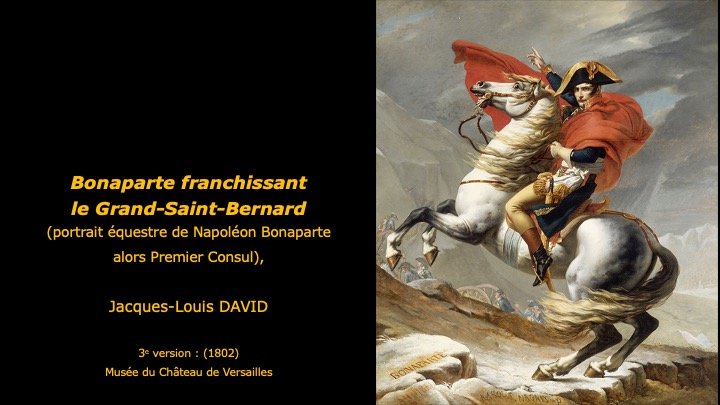 Bonaparte franchissant
le Grand-Saint-Bernard
(portrait équestre de Napoléon Bonaparte
alors Premier Consul),
Jacques-Louis DAVID
3e version : (1802)
Musée du Château de Versailles
BONAPARTE